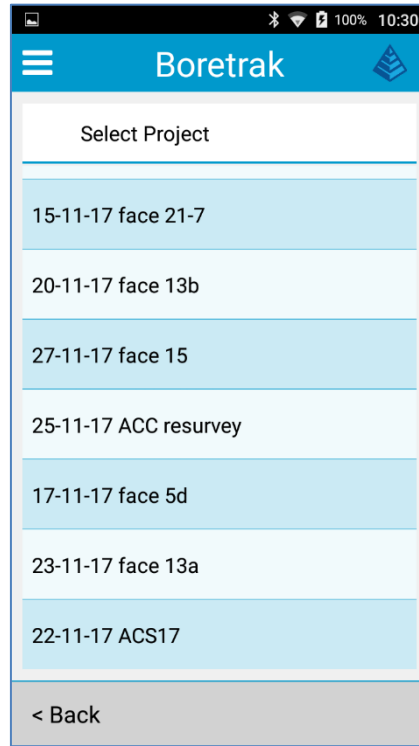 100% 10:30
Boretrak
Select Project
15-11-17 face 21-7
20-11-17 face 13b
27-11-17 face 15
25-11-17 ACC resurvey
17-11-17 face 5d
23-11-17 face 13a
22-11-17 ACS17
< Back